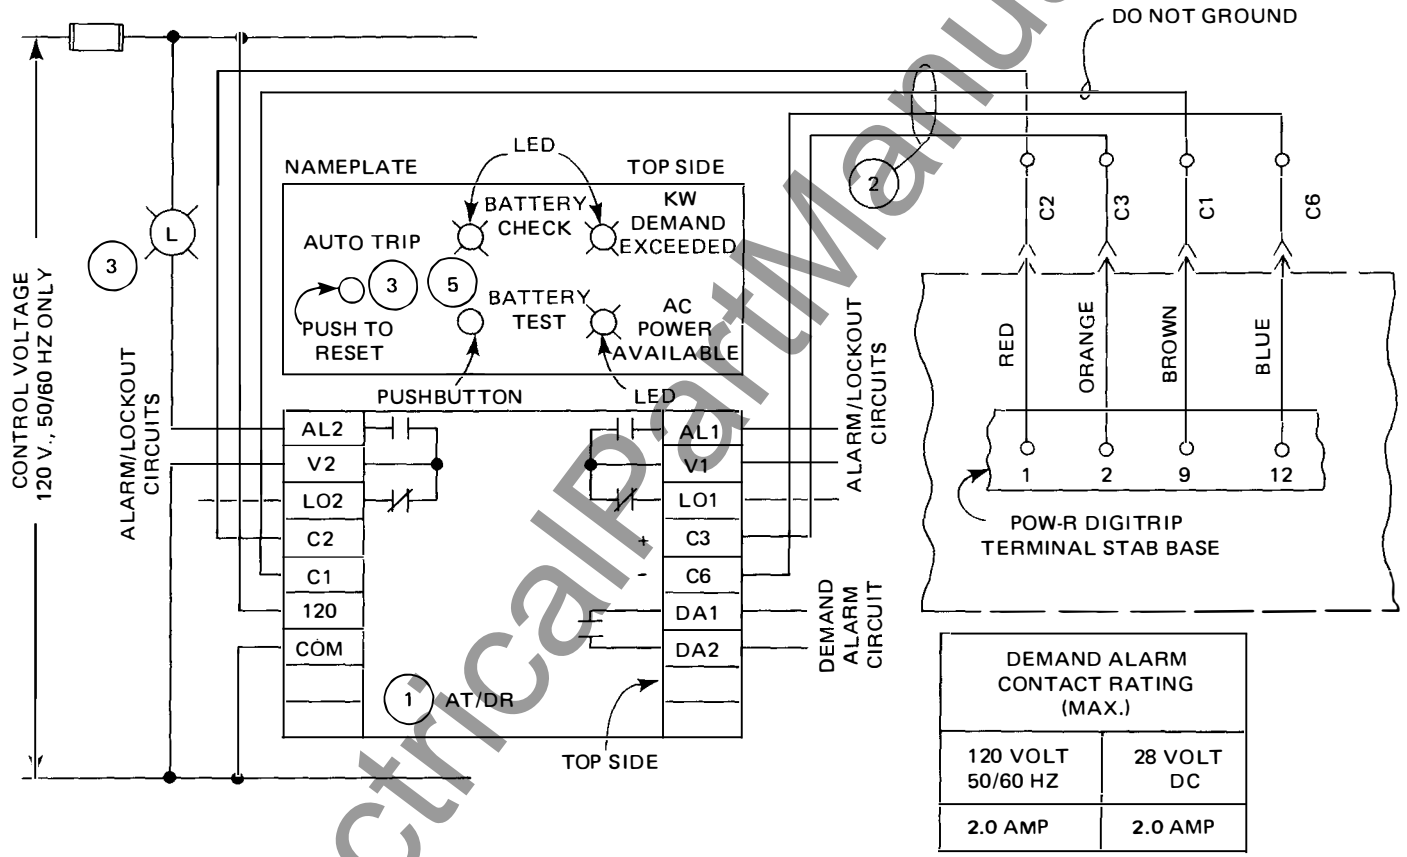 DO NOT GROUND
LED
NAMEPLATE
TOP SIDE
2
BATTERY
CHECK
KW
DEMAND
EXCEEDED
C2
C3
C1
C6
L
3
AUTO TRIP
3
5
BATTERY
TEST
AC
POWER
AVAILABLE
PUSH TO
RESET
PUSHBUTTON
LED
CONTROL VOLTAGE
120 V., 50/60 HZ ONLY
ALARM/LOCKOUT
CIRCUITS
ALARM/LOCKOUT
CIRCUITS
RED
ORANGE
BROWN
BLUE
AL2
V2
LO2
C2
C1
120
COM
AL1
V1
LO1
+ C3
- C6
DA1
DA2
DEMAND
ALARM
CIRCUIT
1 2 9 12
POW-R DIGITRIP
TERMINAL STAB BASE
1 AT/DR
TOP SIDE
DEMAND ALARM
CONTACT RATING
(MAX.)
120 VOLT
50/60 HZ
28 VOLT
DC
2.0 AMP
2.0 AMP
ctricalPartManu